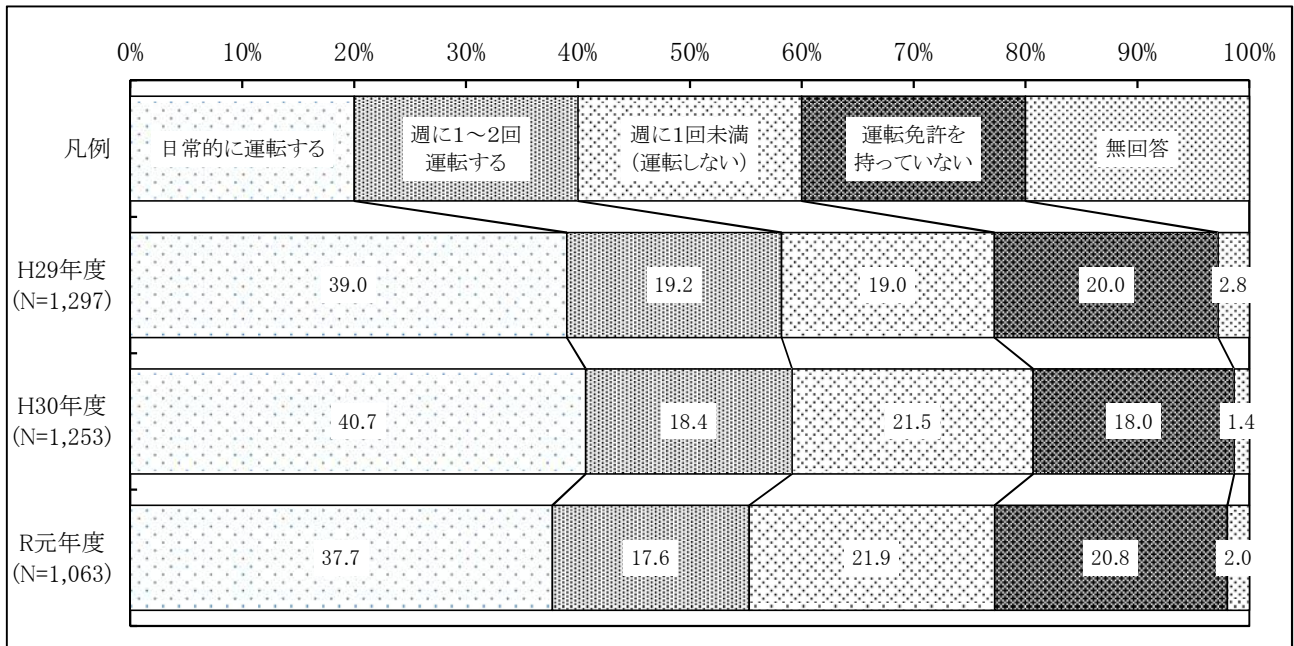 0% 10% 20% 30% 40% 50% 60% 70% 80% 90% 100%
凡例
日常的に運転する
週に1～2回
運転する
週に1回未満
(運転しない)
運転免許を
持っていない
無回答
H29年度
(N=1,297)
39.0 19.2 19.0 20.0 2.8
H30年度
(N=1,253)
40.7 18.4 21.5 18.0 1.4
R元年度
(N=1,063)
37.7 17.6 21.9 20.8 2.0